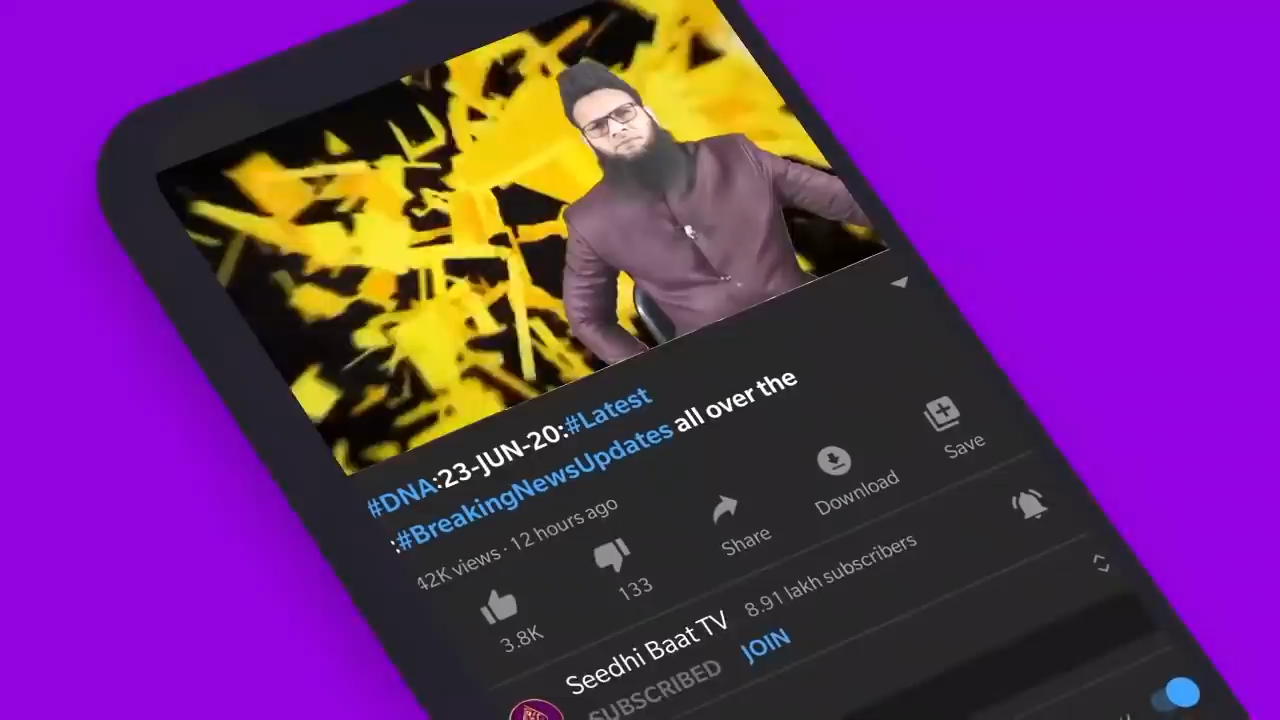 #DNA:23-JUN-20:#Latest
:#BreakingNewsUpdates all over the
42K views · 12 hours ago
3.8K
133
Share
Download
Save
Seedhi Baat TV
8.91 lakh subscribers
SUBSCRIBED
JOIN